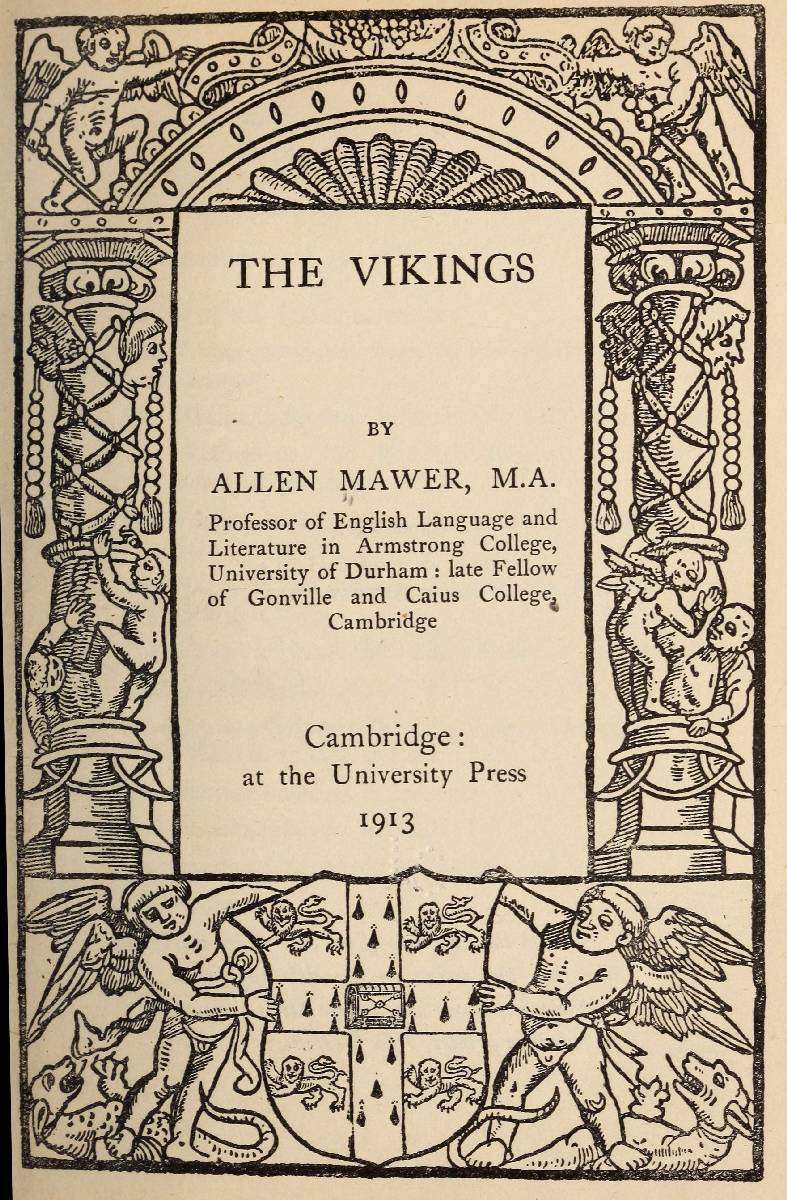 THE VIKINGS
BY
ALLEN MAWER, M.A.
Professor of English Language and
Literature in Armstrong College,
University of Durham : late Fellow
of Gonville and Caius College,
Cambridge
Cambridge :
at the University Press
1913